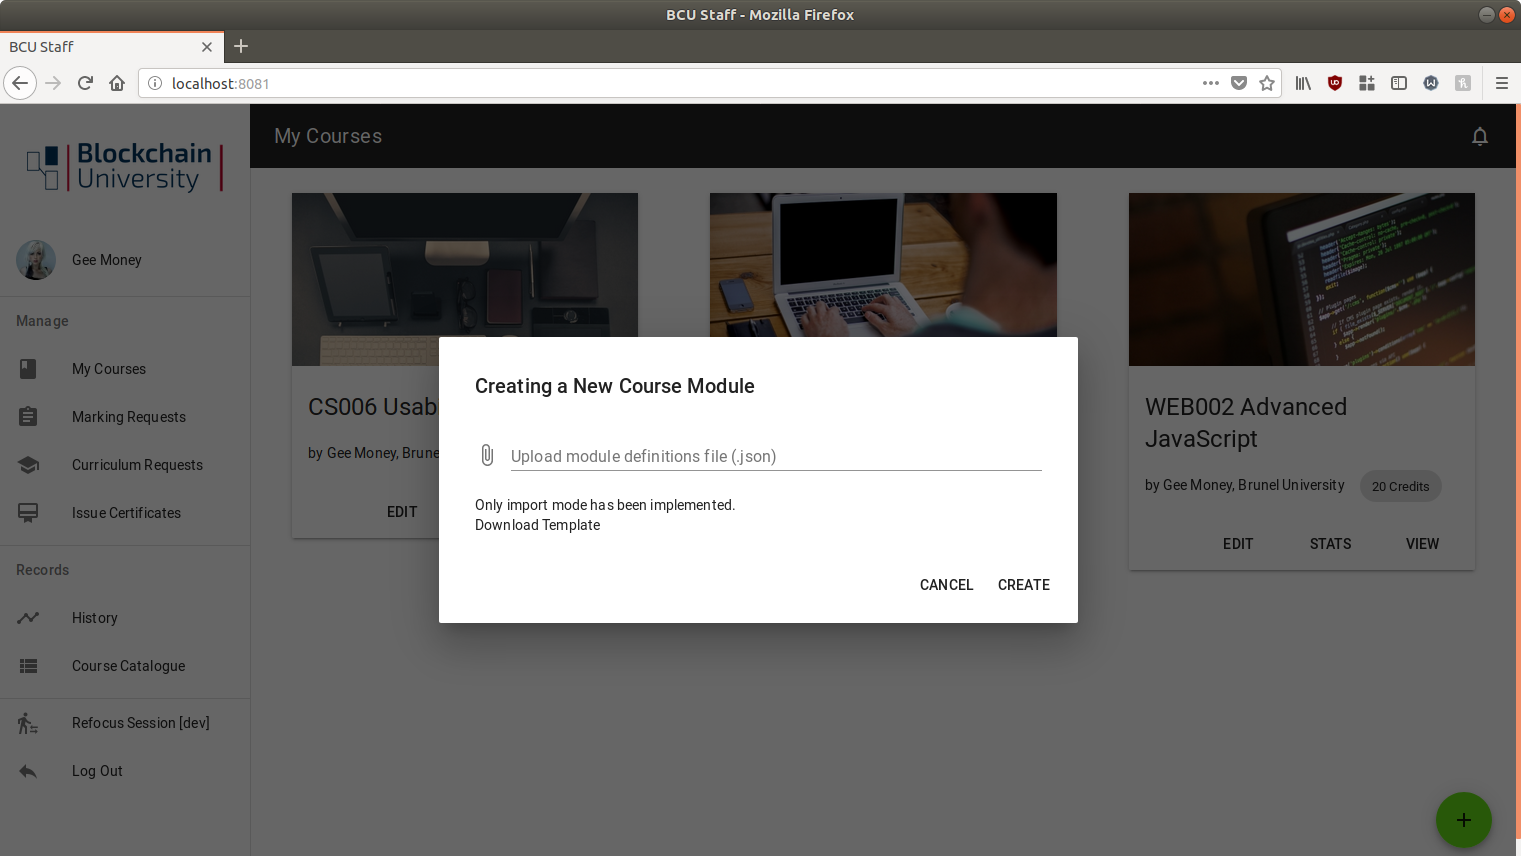 BCU Staff - Mozilla Firefox
BCU Staff
localhost:8081
Blockchain
University
My Courses
Gee Money
Manage
My Courses
Marking Requests
Curriculum Requests
Issue Certificates
Records
History
Course Catalogue
Refocus Session [dev]
Log Out
CS006 Usab
by Gee Money, Brune
EDIT
WEB002 Advanced
JavaScript
by Gee Money, Brunel University
20 Credits
EDIT STATS VIEW
Creating a New Course Module
Upload module definitions file (.json)
Only import mode has been implemented.
Download Template
CANCEL CREATE